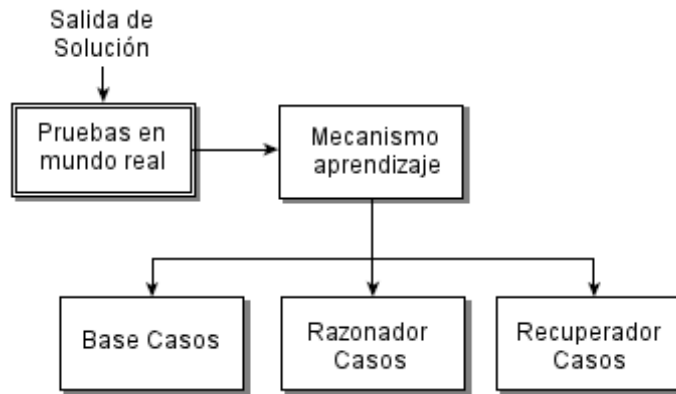 Salida de
Solución
Pruebas en
mundo real
Mecanismo
aprendizaje
Base Casos
Razonador
Casos
Recuperador
Casos